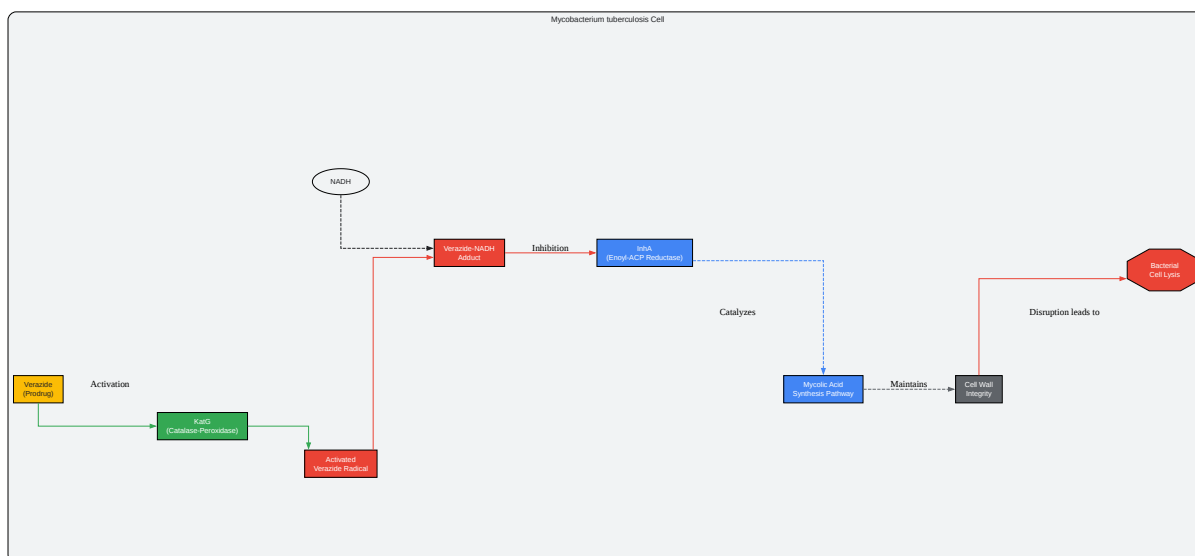 Mycobacterium tuberculosis Cell
NADH
Verazide-NADH
Adduct
Inhibition
InhA
(Enoyl-ACP Reductase)
Bacterial
Cell Lysis
Catalyzes
Disruption leads to
Verazide
(Prodrug)
Activation
KatG
(Catalase-Peroxidase)
Activated
Verazide Radical
Mycolic Acid
Synthesis Pathway
Maintains
Cell Wall
Integrity